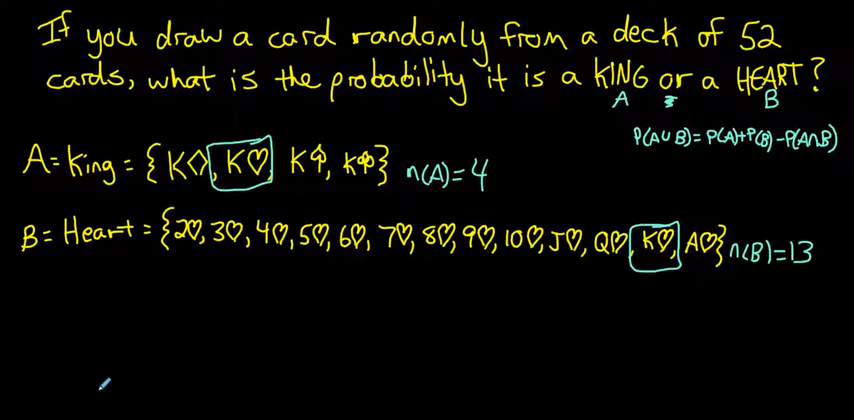 If you draw a card randomly from a deck of 52
cards, what is the probability it is a KING or a HEART?
A B
P(A∪B)=P(A)+P(B)-P(A∩B)
A=King={K♢, K♡, K♤, K♧} n(A)=4
B=Heart={2♡, 3♡, 4♡, 5♡, 6♡, 7♡, 8♡, 9♡, 10♡, J♡, Q♡, K♡, A♡} n(B)=13